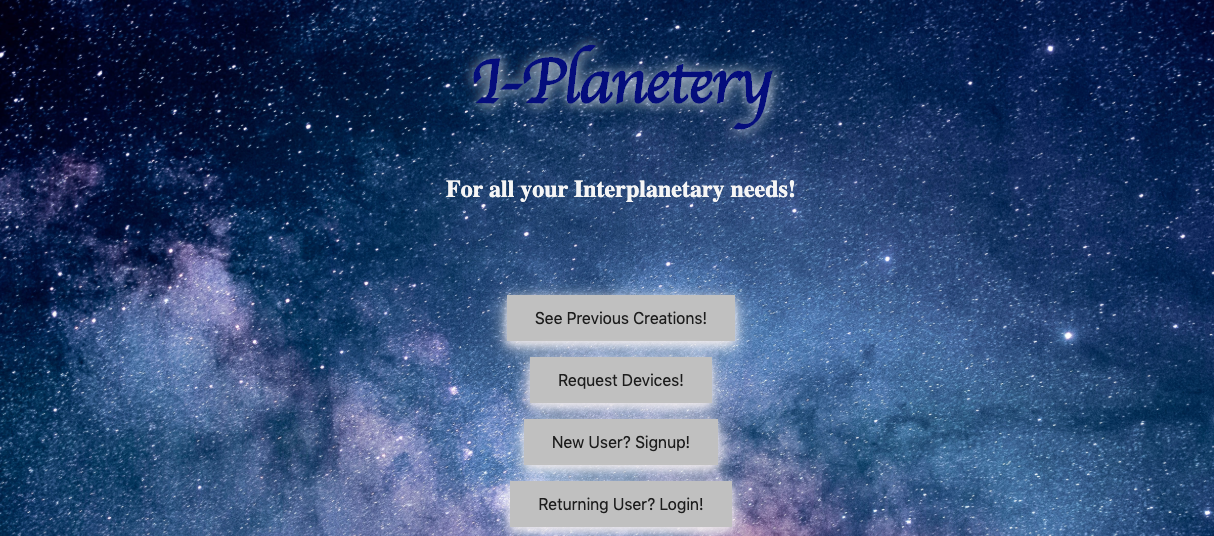 I-Planetery
For all your Interplanetary needs!
See Previous Creations!
Request Devices!
New User? Signup!
Returning User? Login!